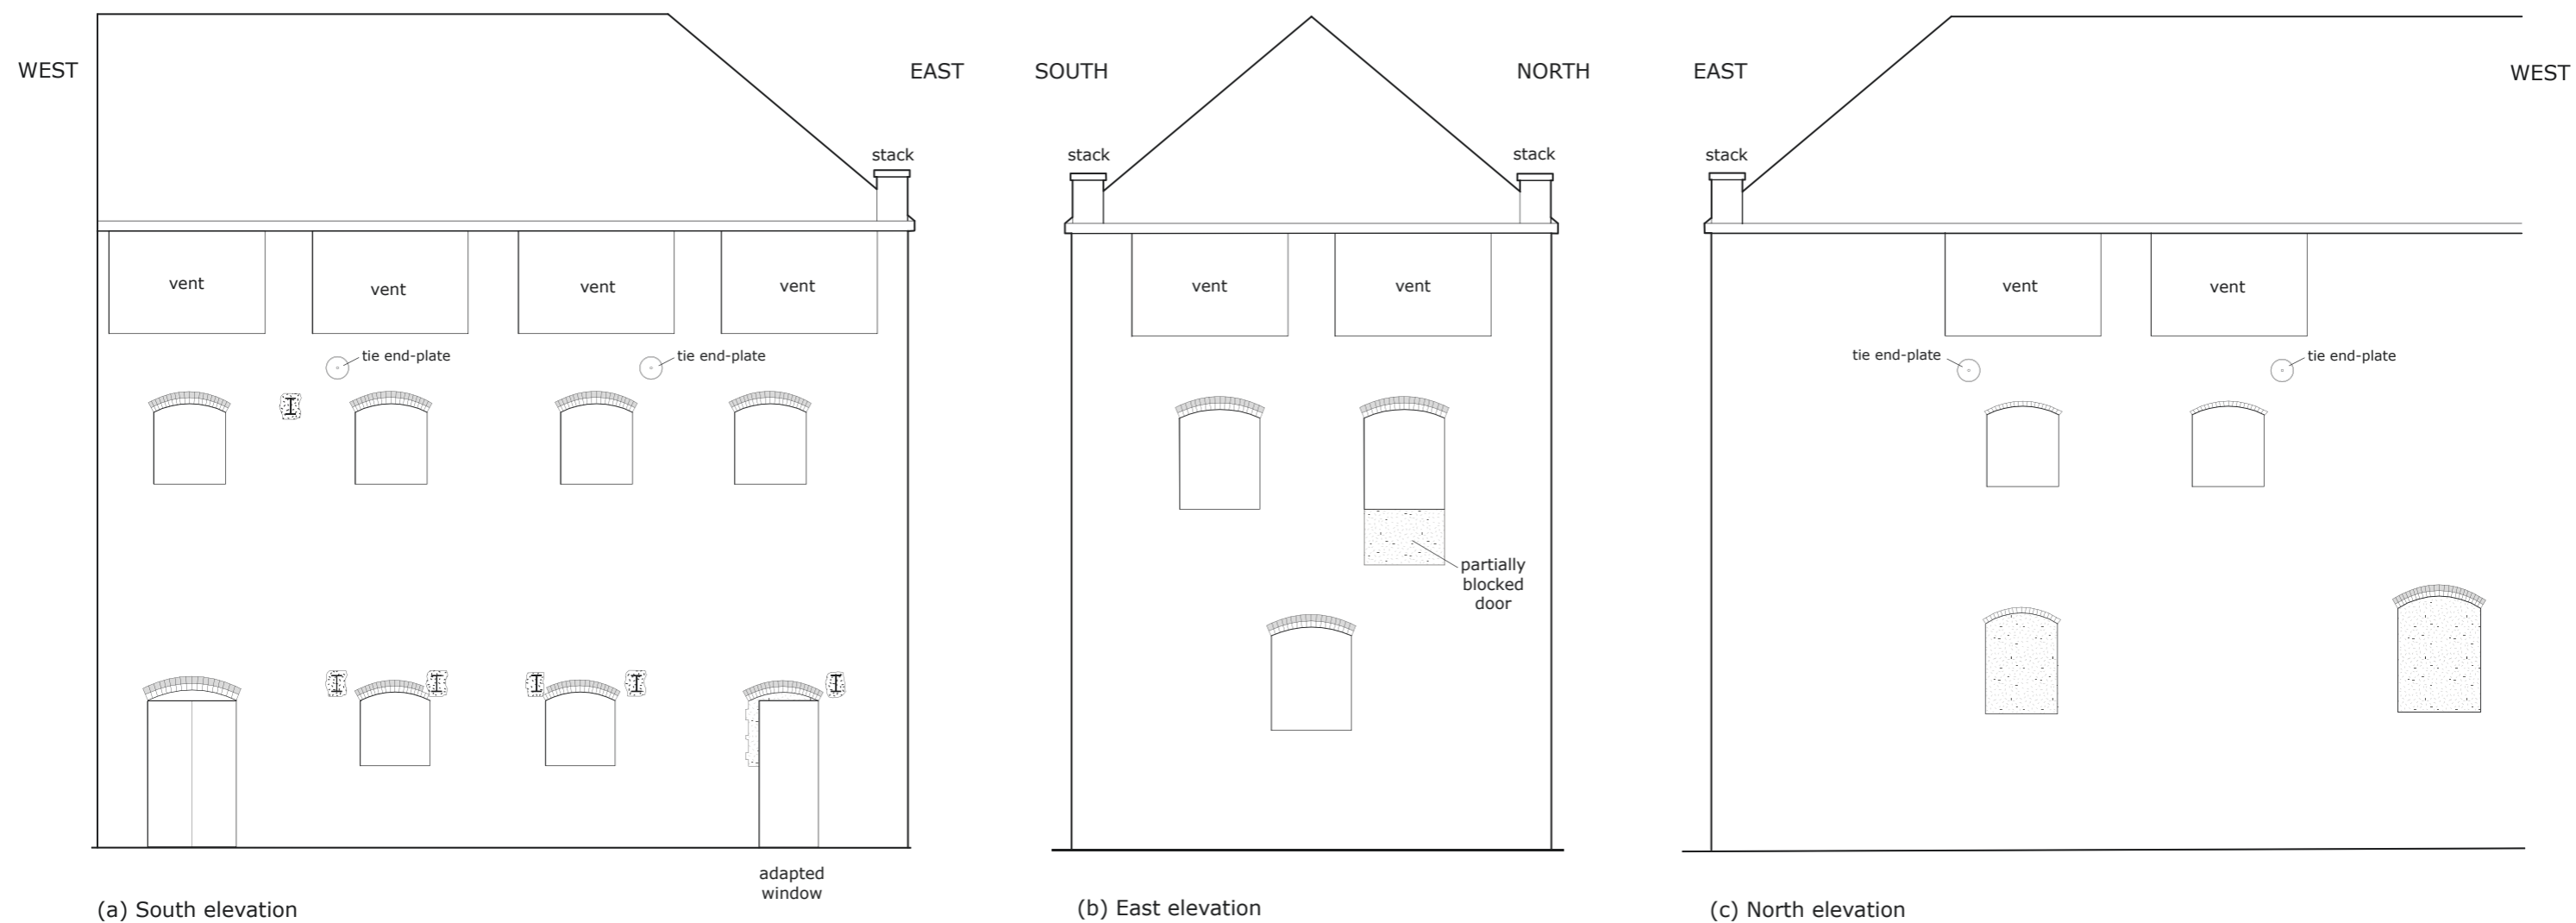 WEST
EAST
SOUTH
NORTH
EAST
WEST
stack
stack
stack
stack
vent
vent
vent
vent
vent
vent
vent
vent
tie end-plate
tie end-plate
tie end-plate
tie end-plate
partially
blocked
door
adapted
window
(a) South elevation
(b) East elevation
(c) North elevation